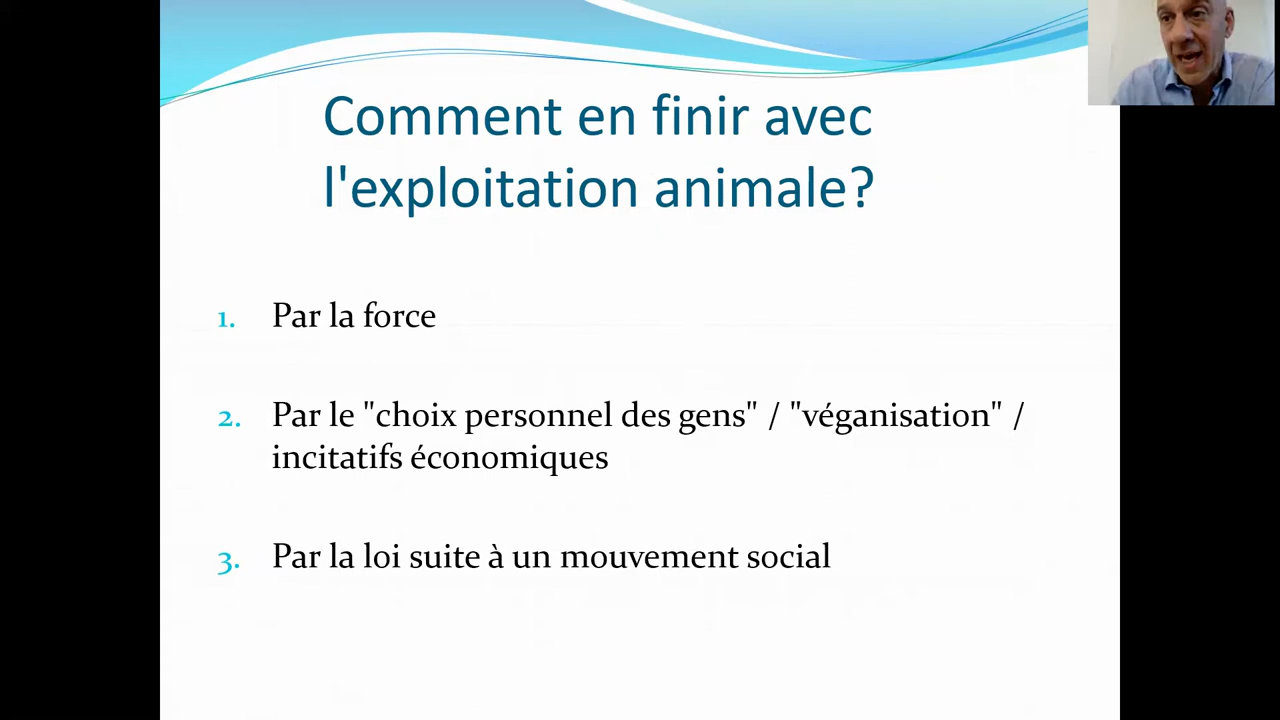 Comment en finir avec
l'exploitation animale?
1. Par la force
2. Par le "choix personnel des gens" / "véganisation" /
incitatifs économiques
3. Par la loi suite à un mouvement social